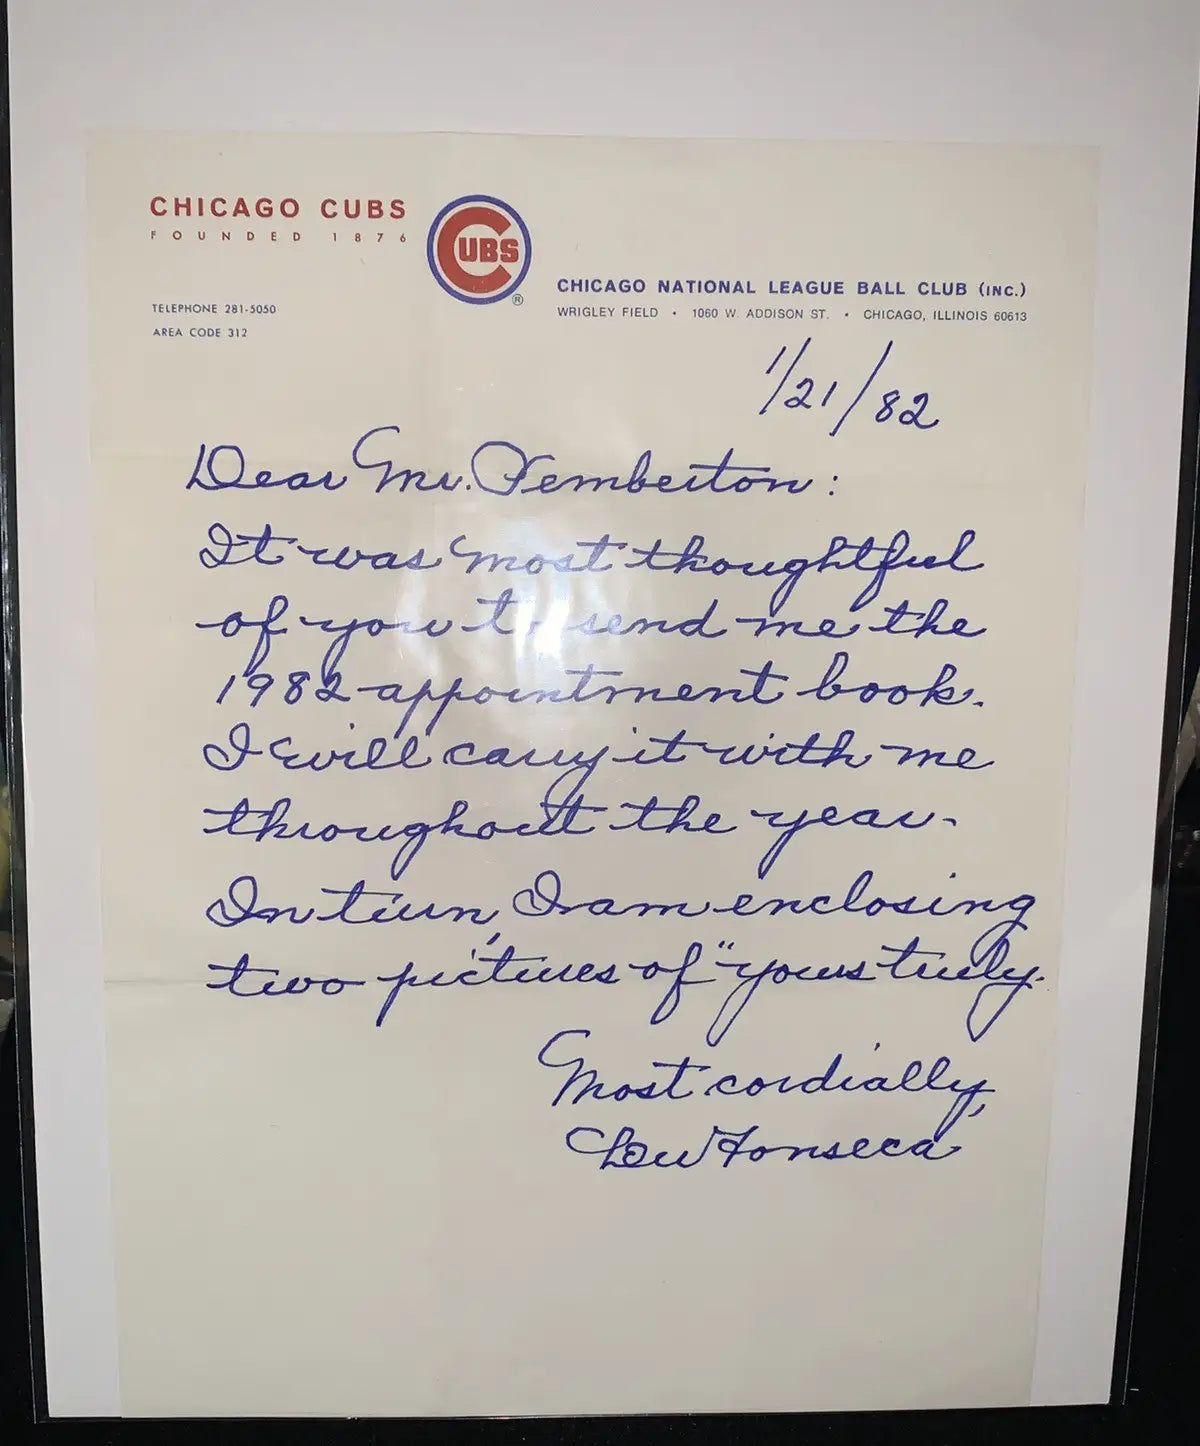 CHICAGO CUBS
FOUNDED 1876
CUBS
®
TELEPHONE 281-5050
AREA CODE 312
CHICAGO NATIONAL LEAGUE BALL CLUB (INC.)
WRIGLEY FIELD • 1060 W. ADDISON ST. • CHICAGO, ILLINOIS 60613
1/21/82
Dear Mr. Pemberton:
It was most thoughtful
of you to send me the
1982 appointment book.
I will carry it with me
throughout the year.
In turn, I am enclosing
two pictures of "yours truly.
Most cordially,
Lew Fonseca